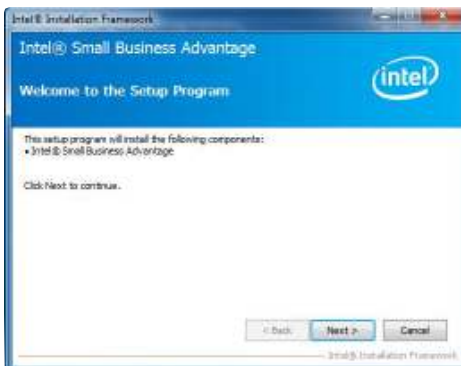 Intel® Installation Framework
Intel® Small Business Advantage
Welcome to the Setup Program
intel
This setup program will install the following components:
• Intel® Small Business Advantage
Click Next to continue.
< Back
Next >
Cancel
Intel® Installation Framework